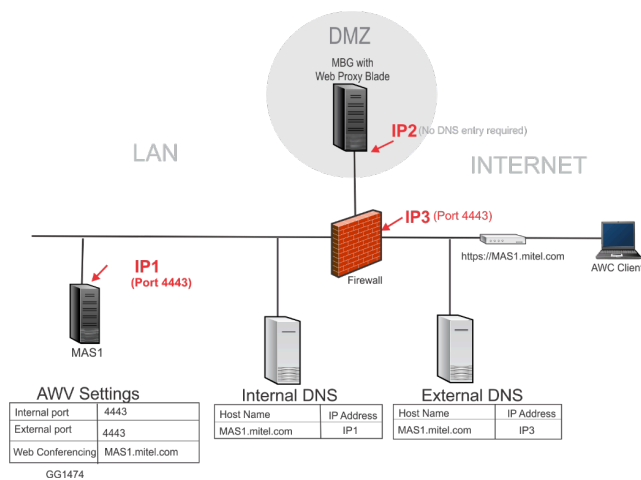 DMZ
MBG with
Web Proxy Blade
IP2 (No DNS entry required)
LAN
INTERNET
IP3 (Port 4443)
IP1
(Port 4443)
Firewall
https://MAS1.mitel.com
AWC Client
MAS1
AWV Settings
Internal port 4443
External port 4443
Web Conferencing MAS1.mitel.com
GG1474
Internal DNS
Host Name IP Address
MAS1.mitel.com IP1
External DNS
Host Name IP Address
MAS1.mitel.com IP3